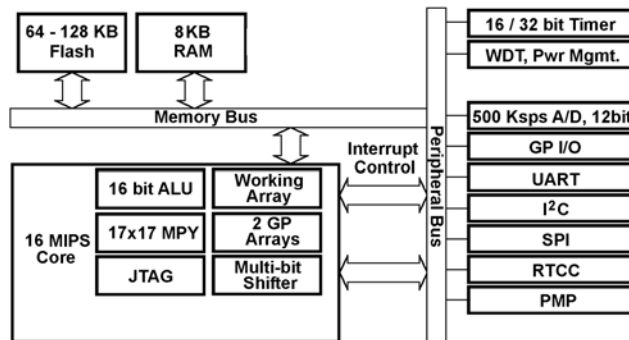 64 - 128 KB
Flash
8KB
RAM
Memory Bus
Interrupt
Control
16 MIPS
Core
16 bit ALU
Working
Array
17x17 MPY
2 GP
Arrays
JTAG
Multi-bit
Shifter
Peripheral Bus
16 / 32 bit Timer
WDT, Pwr Mgmt.
500 Ksps A/D, 12bit
GP I/O
UART
I²C
SPI
RTCC
PMP